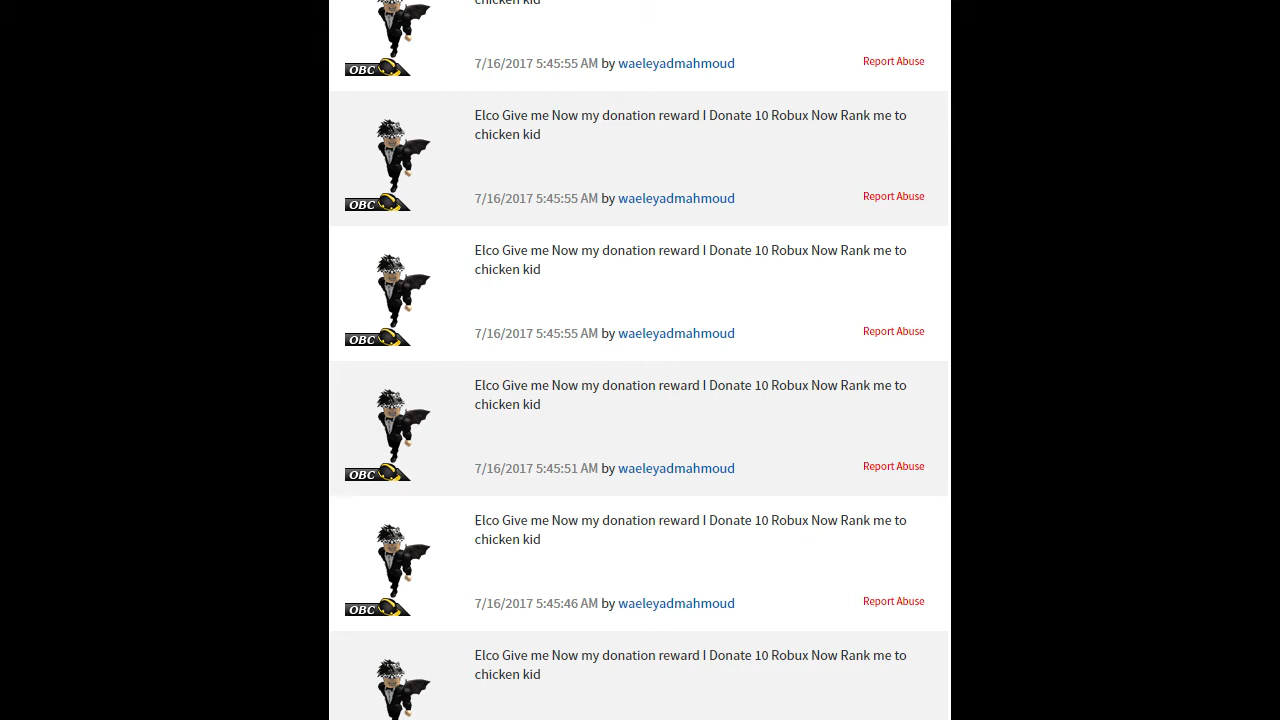 chicken kid
OBC
7/16/2017 5:45:55 AM by waeleyadmahmoud
Report Abuse
Elco Give me Now my donation reward I Donate 10 Robux Now Rank me to
chicken kid
OBC
7/16/2017 5:45:55 AM by waeleyadmahmoud
Report Abuse
Elco Give me Now my donation reward I Donate 10 Robux Now Rank me to
chicken kid
OBC
7/16/2017 5:45:55 AM by waeleyadmahmoud
Report Abuse
Elco Give me Now my donation reward I Donate 10 Robux Now Rank me to
chicken kid
OBC
7/16/2017 5:45:51 AM by waeleyadmahmoud
Report Abuse
Elco Give me Now my donation reward I Donate 10 Robux Now Rank me to
chicken kid
OBC
7/16/2017 5:45:46 AM by waeleyadmahmoud
Report Abuse
Elco Give me Now my donation reward I Donate 10 Robux Now Rank me to
chicken kid